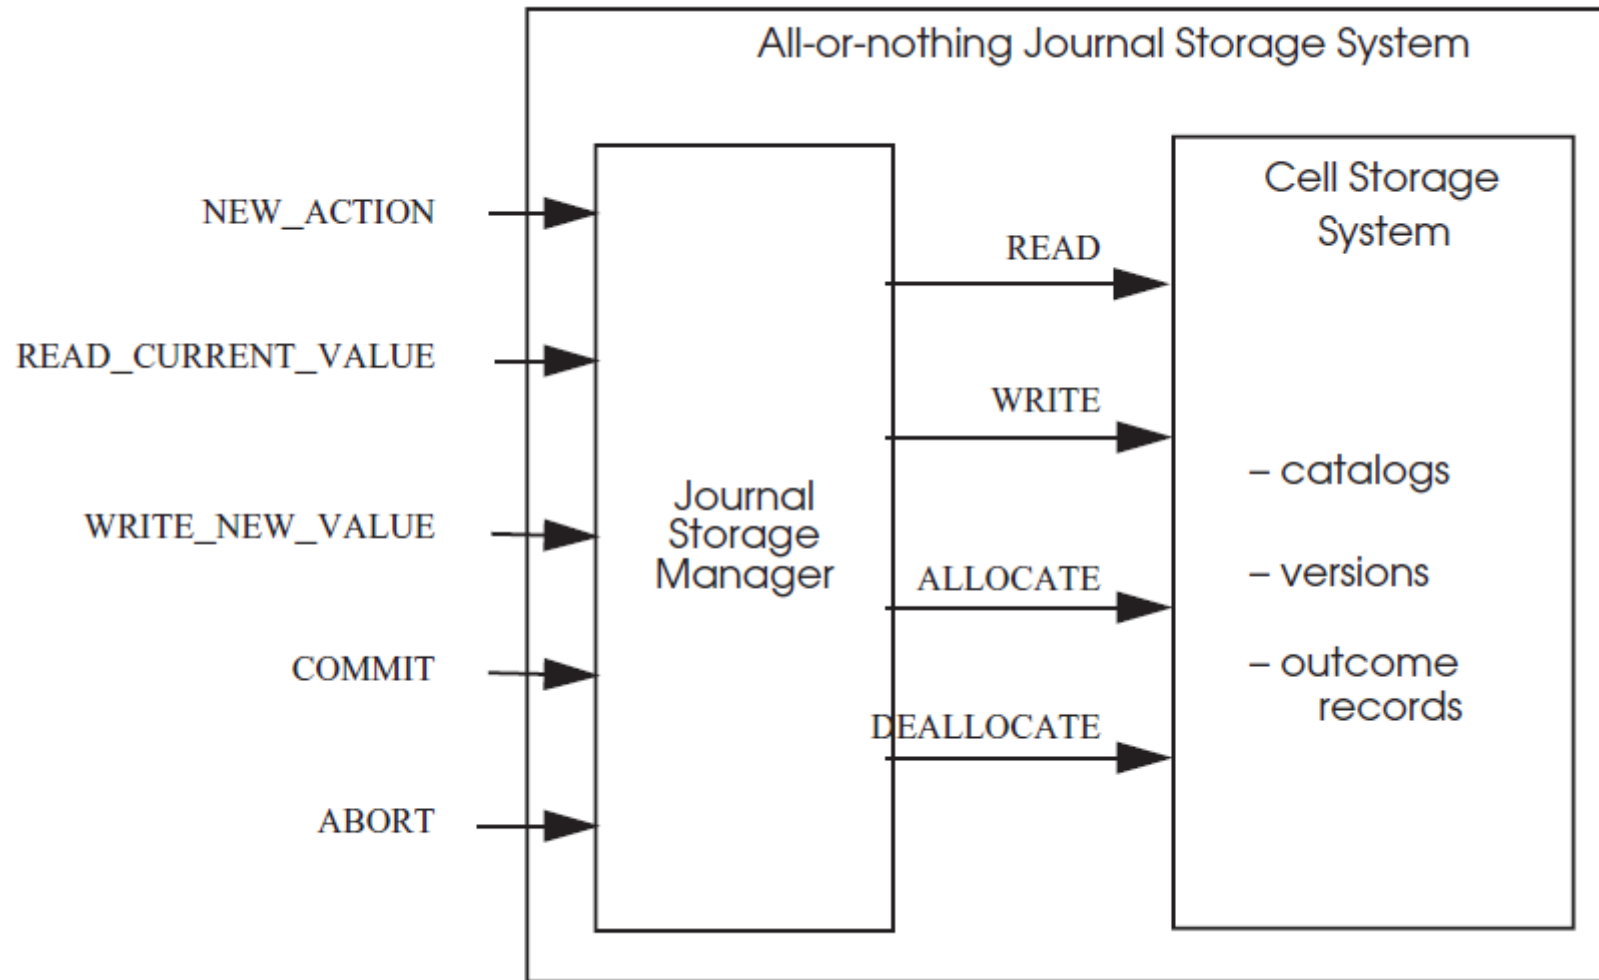 All-or-nothing Journal Storage System
NEW_ACTION
READ_CURRENT_VALUE
WRITE_NEW_VALUE
COMMIT
ABORT
Journal
Storage
Manager
READ
WRITE
ALLOCATE
DEALLOCATE
Cell Storage
System
– catalogs
– versions
– outcome
records